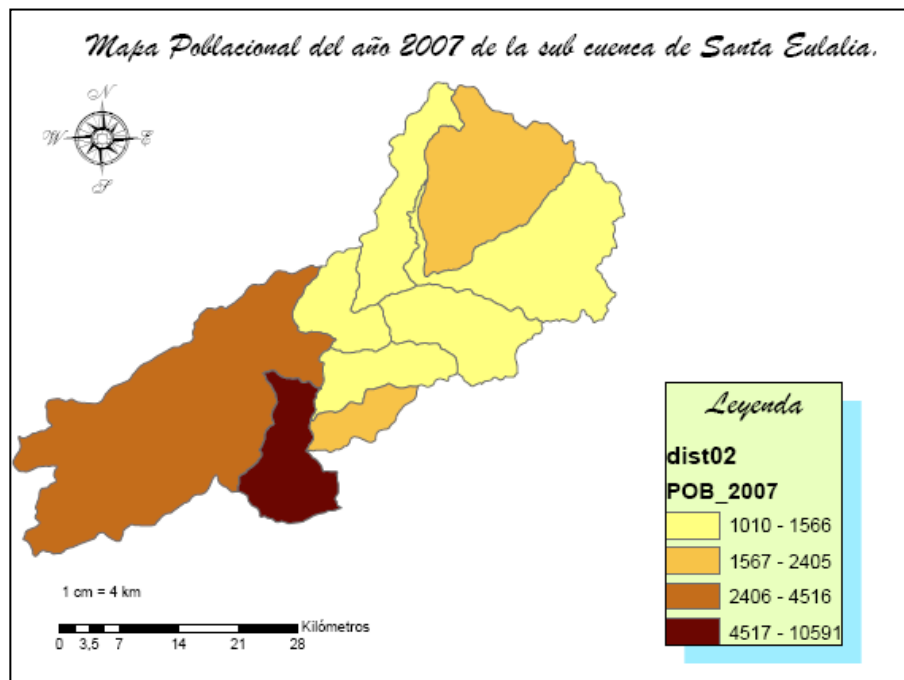 Mapa Poblacional del año 2007 de la sub cuenca de Santa Eulalia.
N
W E
S
Leyenda
dist02
POB_2007
1010 - 1566
1567 - 2405
2406 - 4516
4517 - 10591
1 cm = 4 km
Kilómetros
0 3,5 7 14 21 28